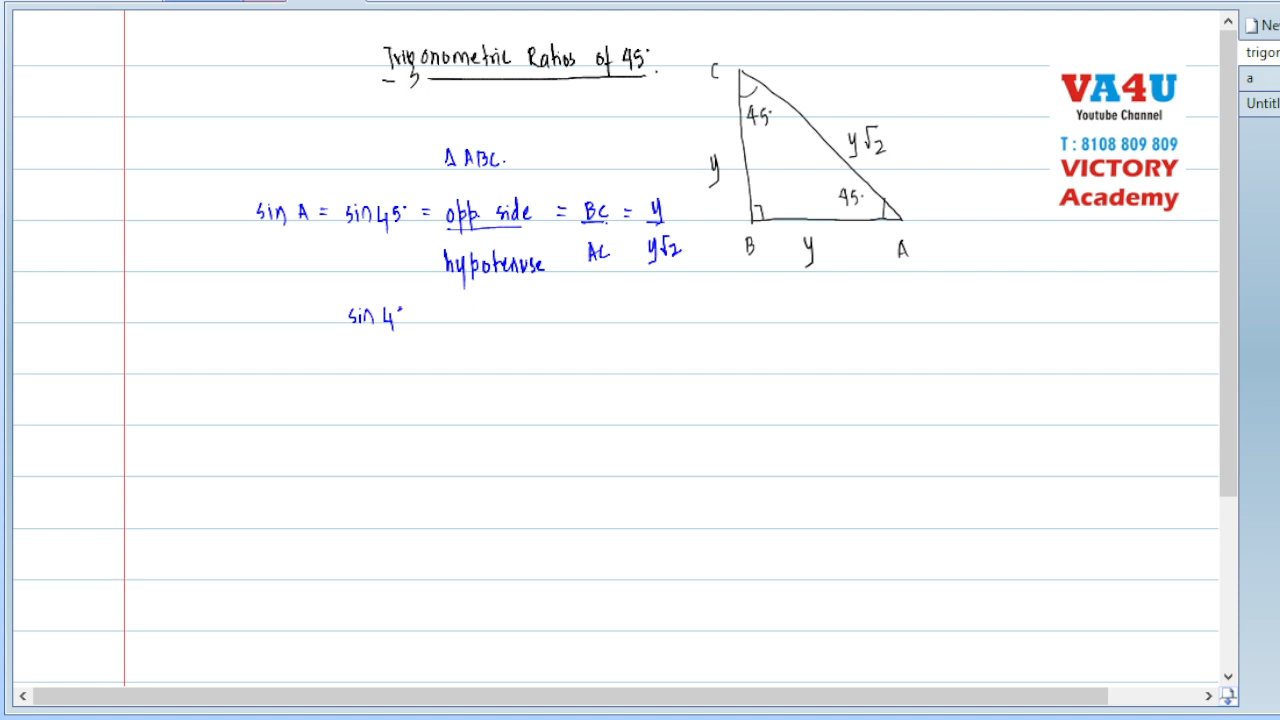 Trigonometric Ratios of 45°.
C
45°
y
y√2
45°
B
y
A
Δ ABC.
sin A = sin 45° = opp. side = BC = y
hypotenuse AC y√2
sin 4
VA4U
Youtube Channel
T : 8108 809 809
VICTORY
Academy
Ne
trigon
a
Untitl